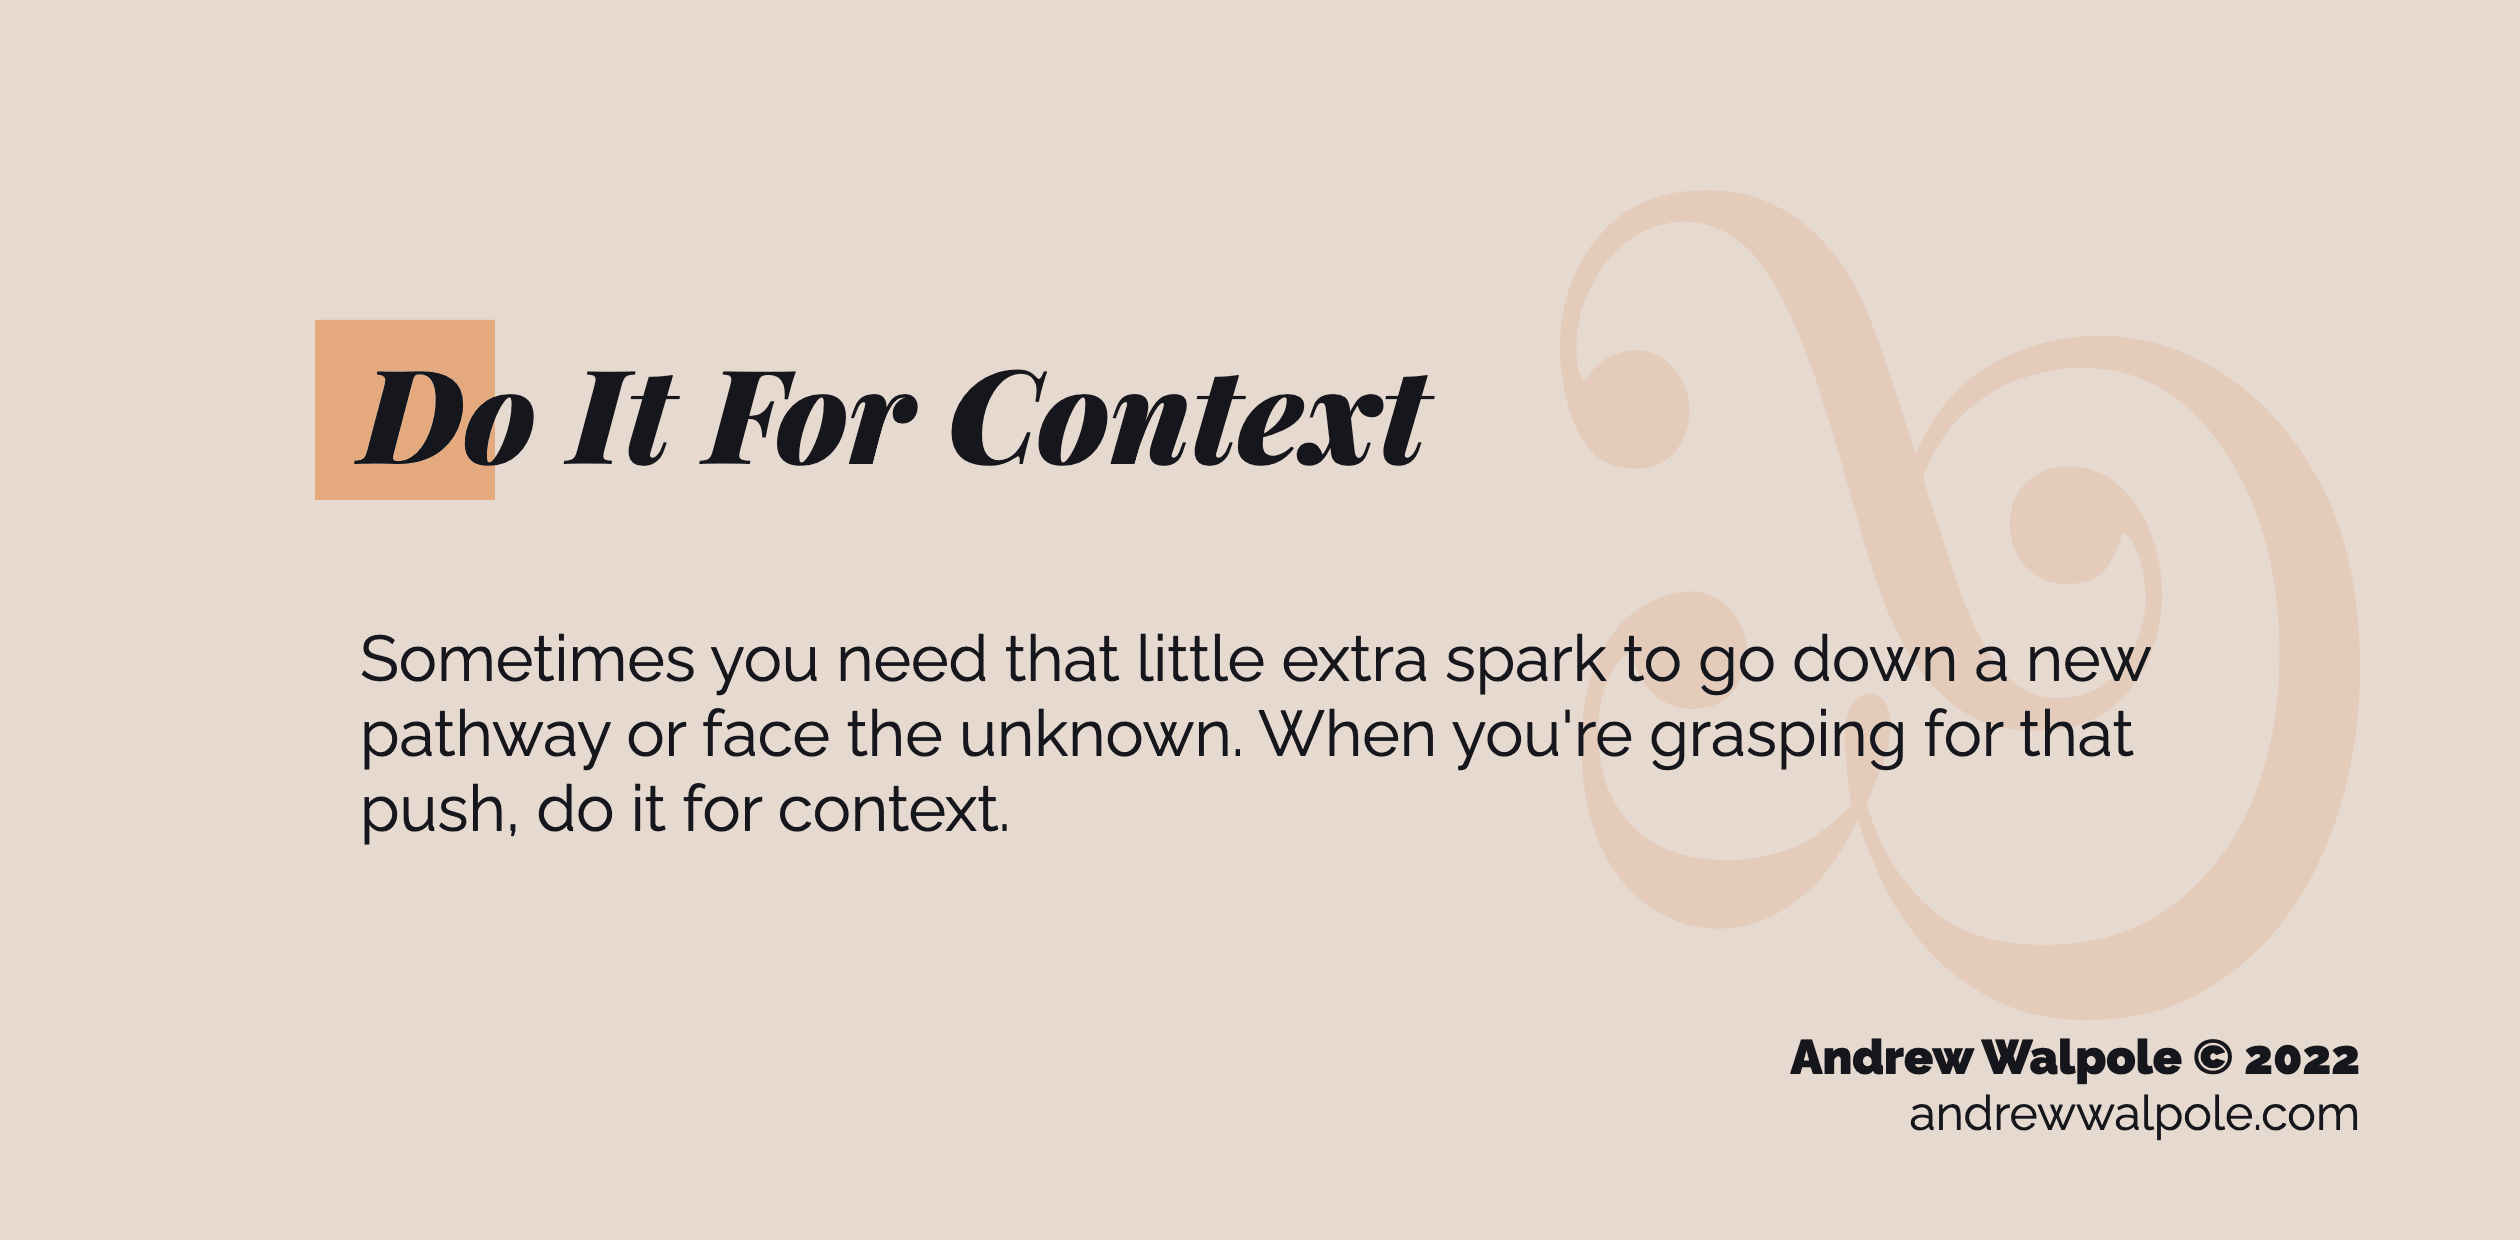 Do It For Context
Sometimes you need that little extra spark to go down a new
pathway or face the unknown. When you're grasping for that
push, do it for context.
Andrew Walpole © 2022
andrewwalpole.com